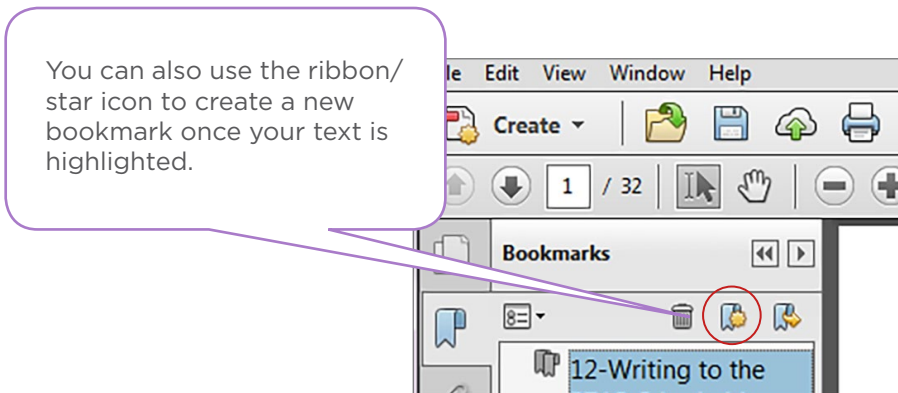 You can also use the ribbon/
star icon to create a new
bookmark once your text is
highlighted.
Edit View Window Help
Create
1 / 32
Bookmarks
12-Writing to the